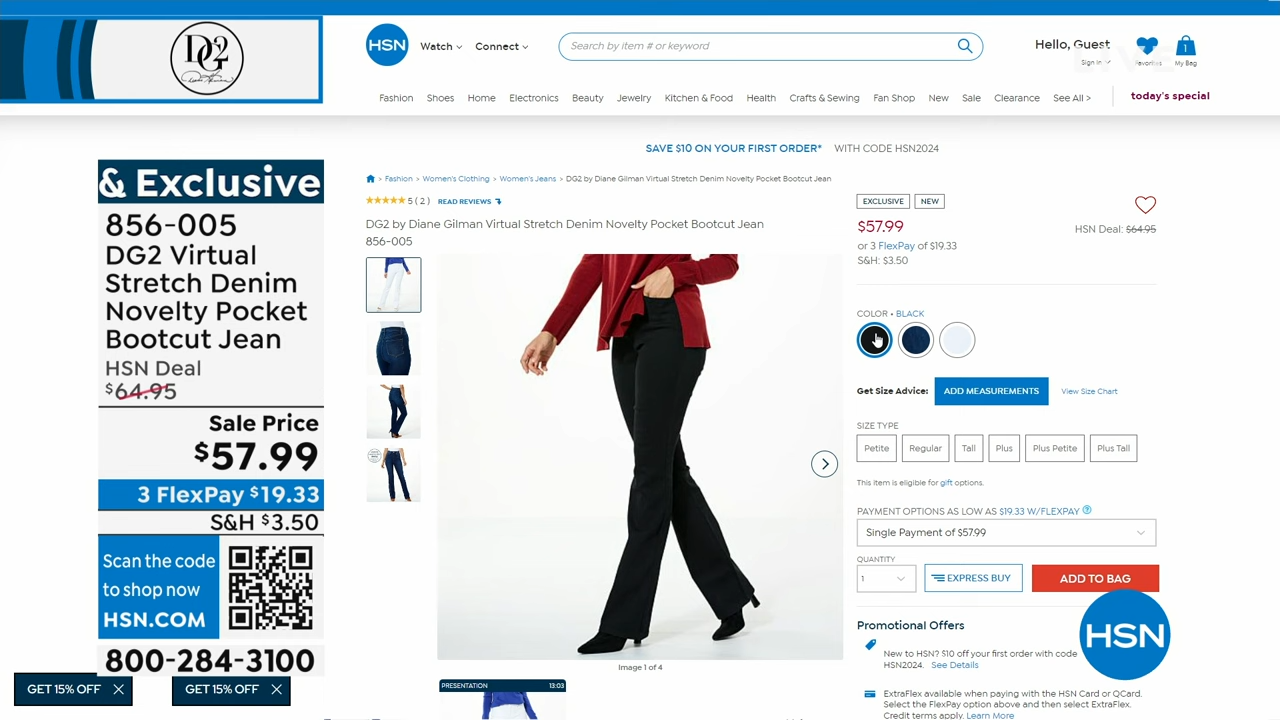 DG2
HSN
Watch
Connect
Search by item # or keyword
Hello, Guest
Sign In
Favorites
1
My Bag
Fashion
Shoes
Home
Electronics
Beauty
Jewelry
Kitchen & Food
Health
Crafts & Sewing
Fan Shop
New
Sale
Clearance
See All >
today's special
SAVE $10 ON YOUR FIRST ORDER* WITH CODE HSN2024
& Exclusive
856-005
DG2 Virtual
Stretch Denim
Novelty Pocket
Bootcut Jean
HSN Deal
$64.95
Sale Price
$57.99
3 FlexPay $19.33
S&H $3.50
Scan the code
to shop now
HSN.COM
800-284-3100
GET 15% OFF
GET 15% OFF
> Fashion > Women's Clothing > Women's Jeans > DG2 by Diane Gilman Virtual Stretch Denim Novelty Pocket Bootcut Jean
5 ( 2 ) READ REVIEWS
DG2 by Diane Gilman Virtual Stretch Denim Novelty Pocket Bootcut Jean
856-005
Image 1 of 4
PRESENTATION 13:03
EXCLUSIVE
NEW
$57.99
HSN Deal: $64.95
or 3 FlexPay of $19.33
S&H: $3.50
COLOR • BLACK
Get Size Advice:
ADD MEASUREMENTS
View Size Chart
SIZE TYPE
Petite
Regular
Tall
Plus
Plus Petite
Plus Tall
This item is eligible for gift options.
PAYMENT OPTIONS AS LOW AS $19.33 W/FLEXPAY
Single Payment of $57.99
QUANTITY
1
EXPRESS BUY
ADD TO BAG
Promotional Offers
New to HSN? $10 off your first order with code
HSN2024. See Details
HSN
ExtraFlex available when paying with the HSN Card or QCard.
Select the FlexPay option above and then select ExtraFlex.
Credit terms apply. Learn More